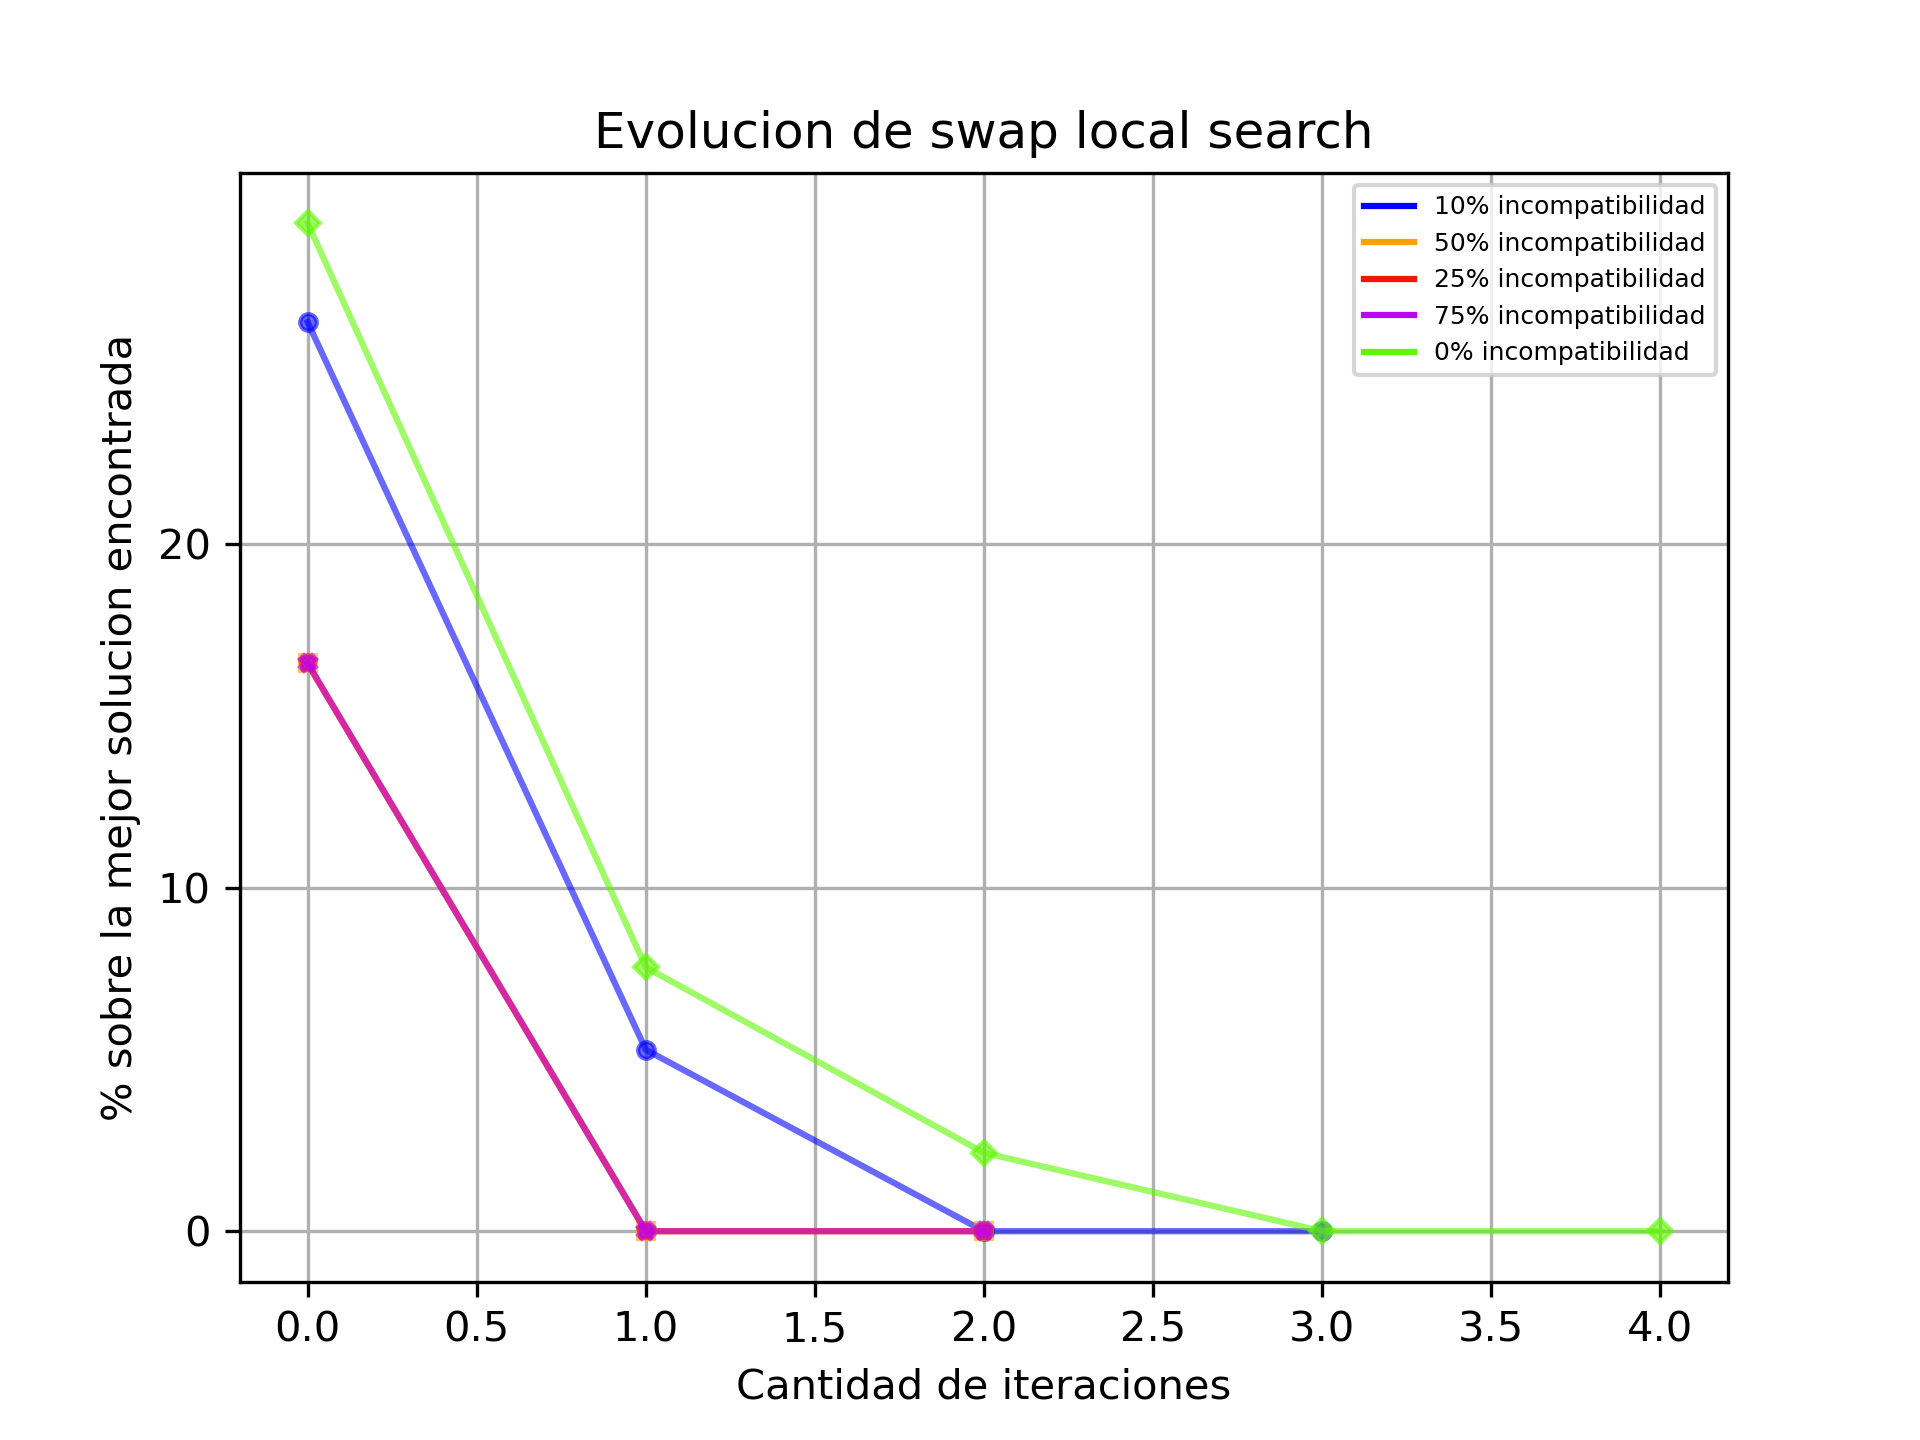 Evolucion de swap local search
10% incompatibilidad
50% incompatibilidad
25% incompatibilidad
75% incompatibilidad
0% incompatibilidad
% sobre la mejor solucion encontrada
20
10
0
0.0 0.5 1.0 1.5 2.0 2.5 3.0 3.5 4.0
Cantidad de iteraciones